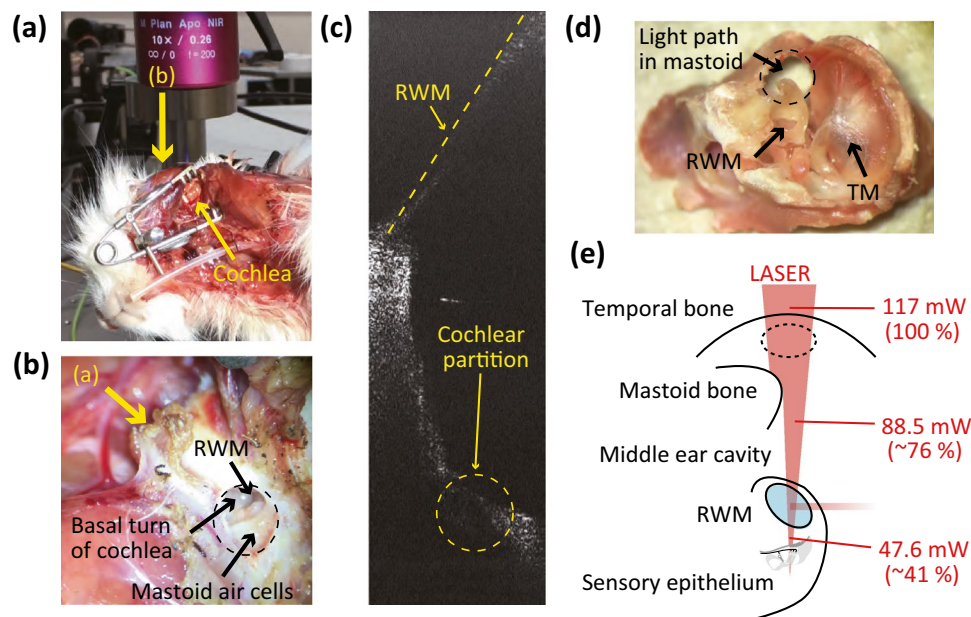 (a)
M Plan Apo NIR
10× / 0.26
∞ / 0 f = 200
(b)
Cochlea
(b)
(a)
RWM
Basal turn
of cochlea
Mastoid air cells
(c)
RWM
Cochlear
partition
(d)
Light path
in mastoid
RWM
TM
(e)
LASER
Temporal bone
117 mW
(100 %)
Mastoid bone
88.5 mW
(~76 %)
Middle ear cavity
RWM
47.6 mW
(~41 %)
Sensory epithelium